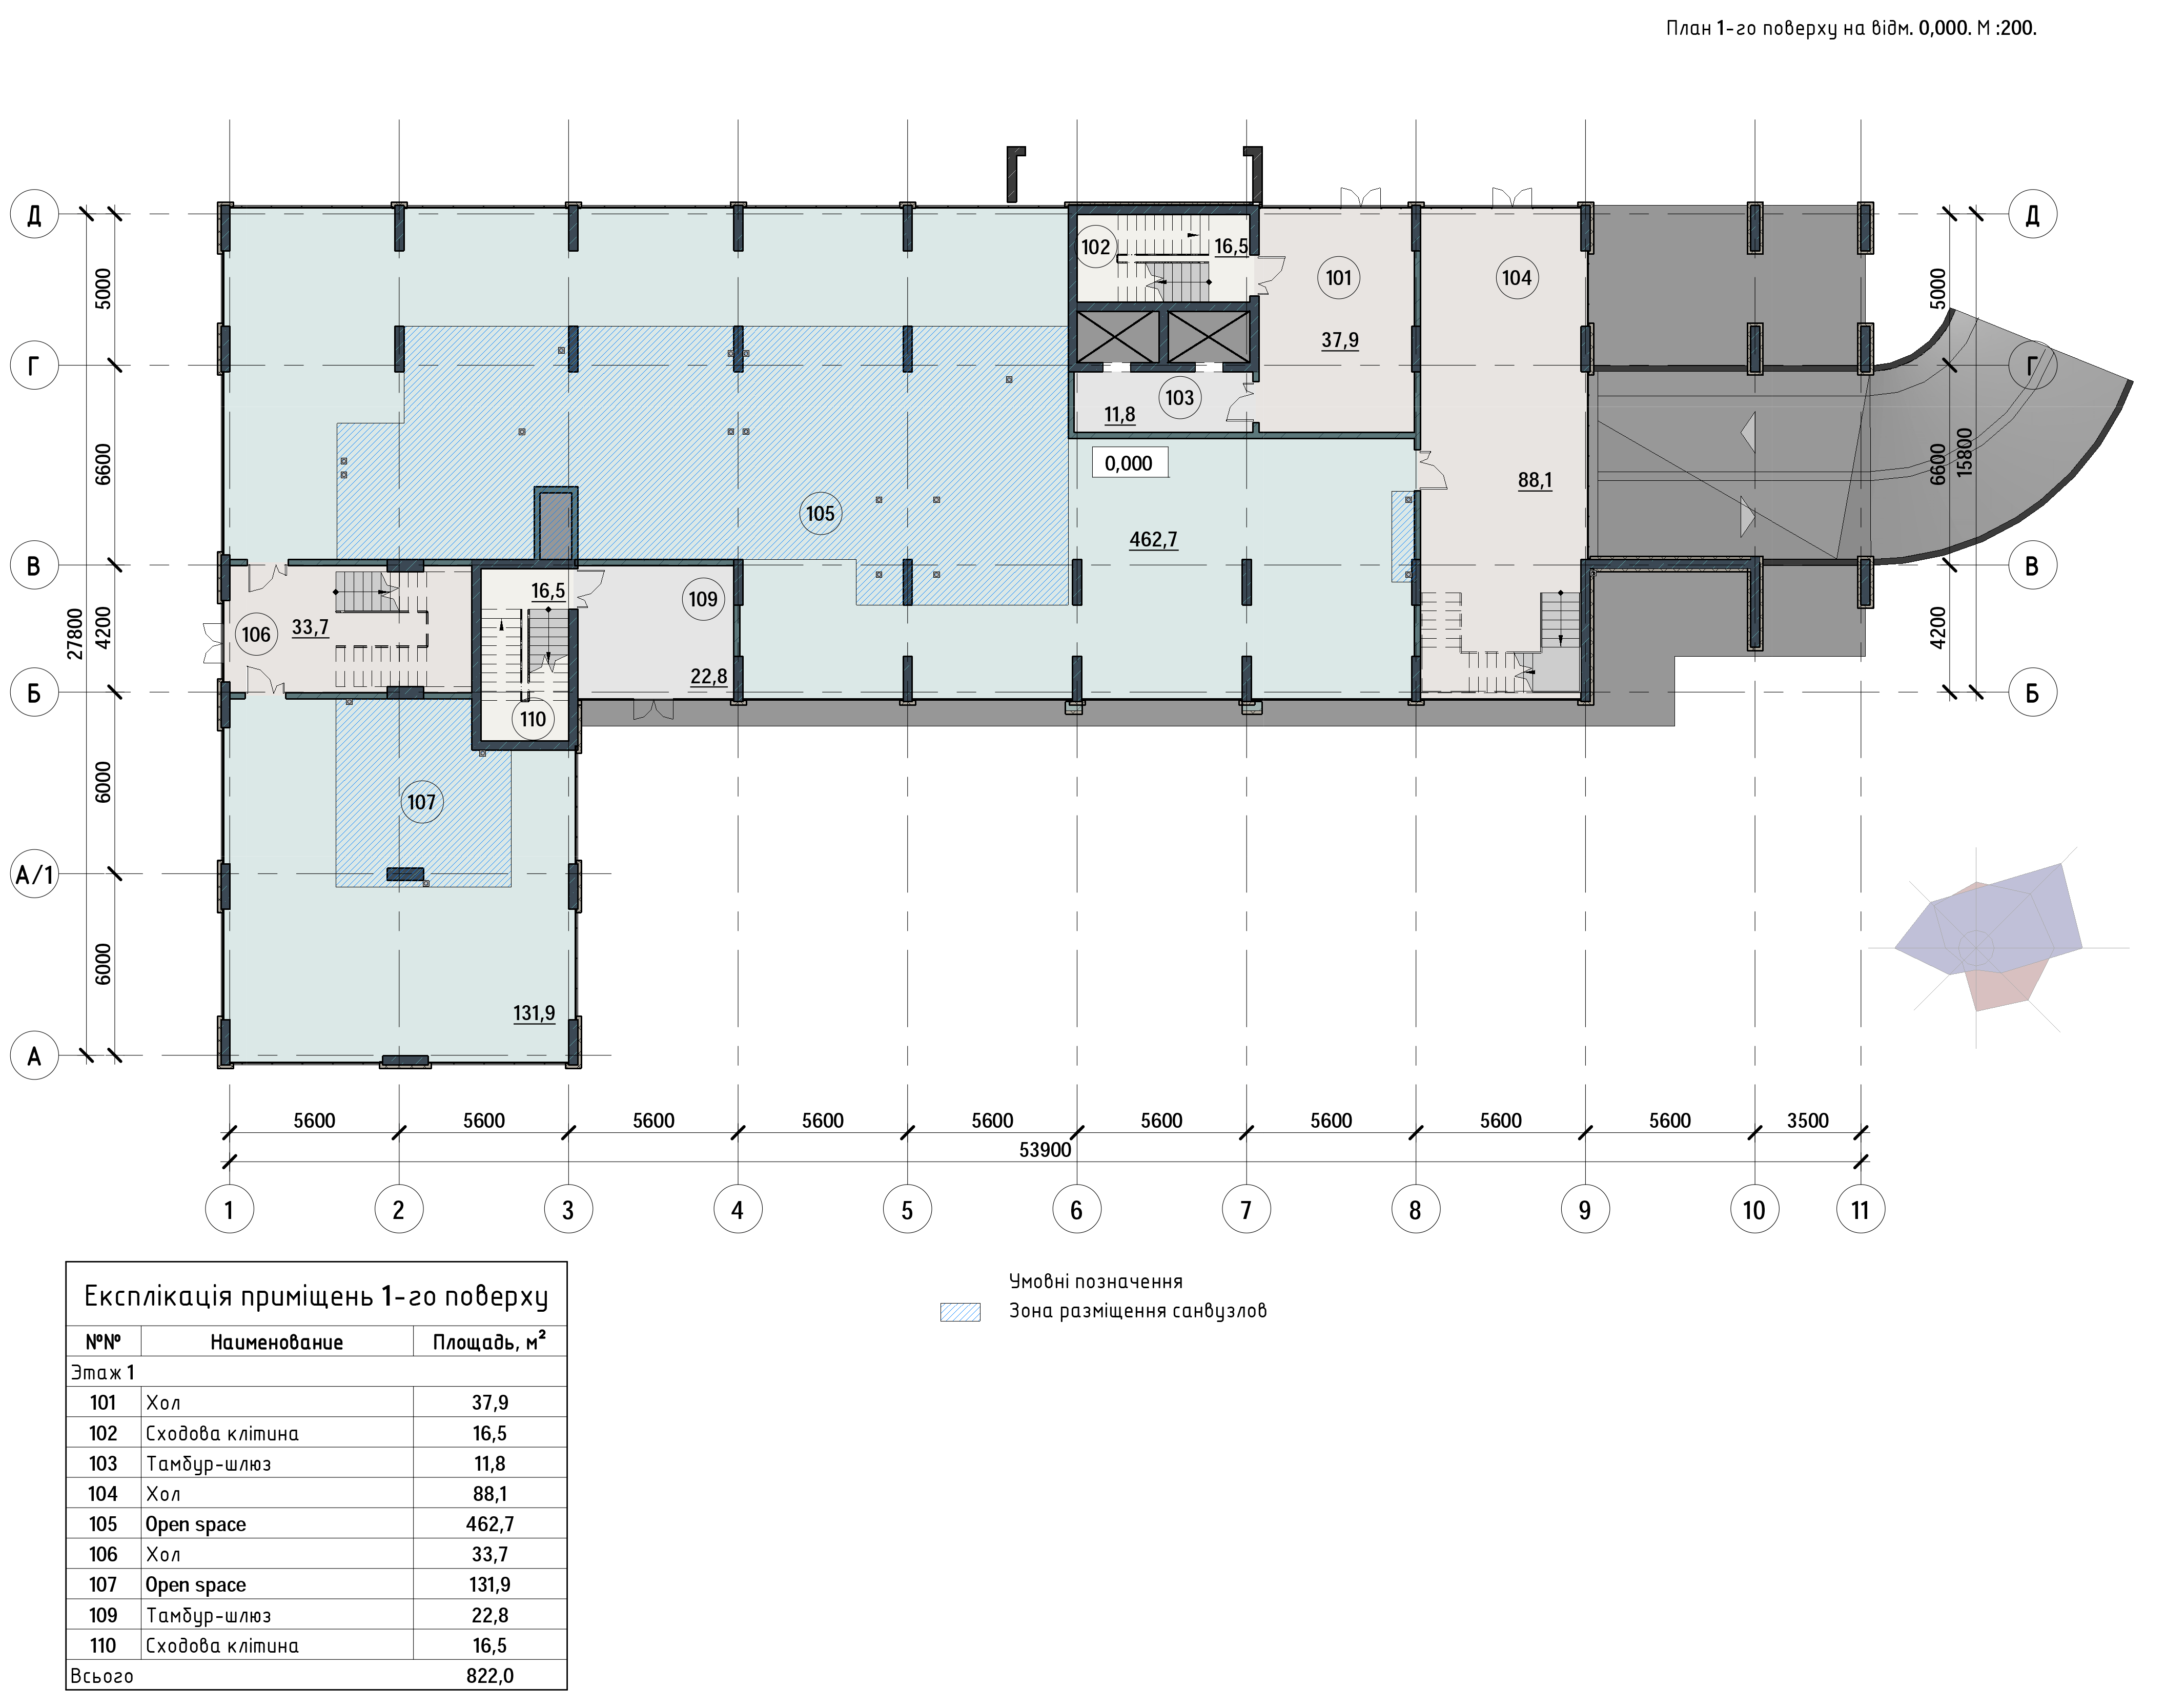 План 1-го поверху на відм. 0,000. М :200.
Д
Д
102
16,5
101
104
5000
5000
37,9
Г
Г
103
11,8
0,000
6600
6600
15800
88,1
105
462,7
В
В
16,5
109
106
33,7
27800
4200
4200
22,8
Б
Б
110
6000
107
А/1
6000
131,9
А
5600
5600
5600
5600
5600
5600
5600
5600
5600
3500
53900
1
2
3
4
5
6
7
8
9
10
11
Експлікація приміщень 1-го поверху
№№ Наименование Площадь, м²
Этаж 1
101 Хол 37,9
102 Сходова клітина 16,5
103 Тамбур-шлюз 11,8
104 Хол 88,1
105 Open space 462,7
106 Хол 33,7
107 Open space 131,9
109 Тамбур-шлюз 22,8
110 Сходова клітина 16,5
Всього 822,0
Умовні позначення
Зона разміщення санвузлов